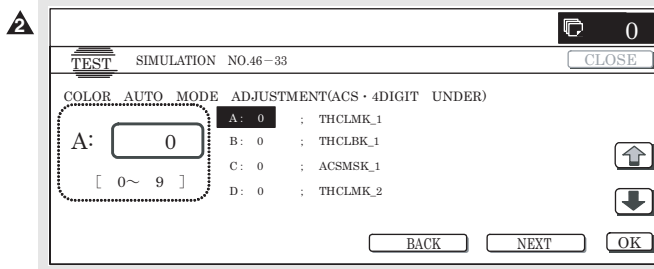 2
0
TEST SIMULATION NO.46-33 CLOSE
COLOR AUTO MODE ADJUSTMENT(ACS・4DIGIT UNDER)
A: 0
[ 0~ 9 ]
A: 0 ; THCLMK_1
B: 0 ; THCLBK_1
C: 0 ; ACSMSK_1
D: 0 ; THCLMK_2
BACK NEXT OK